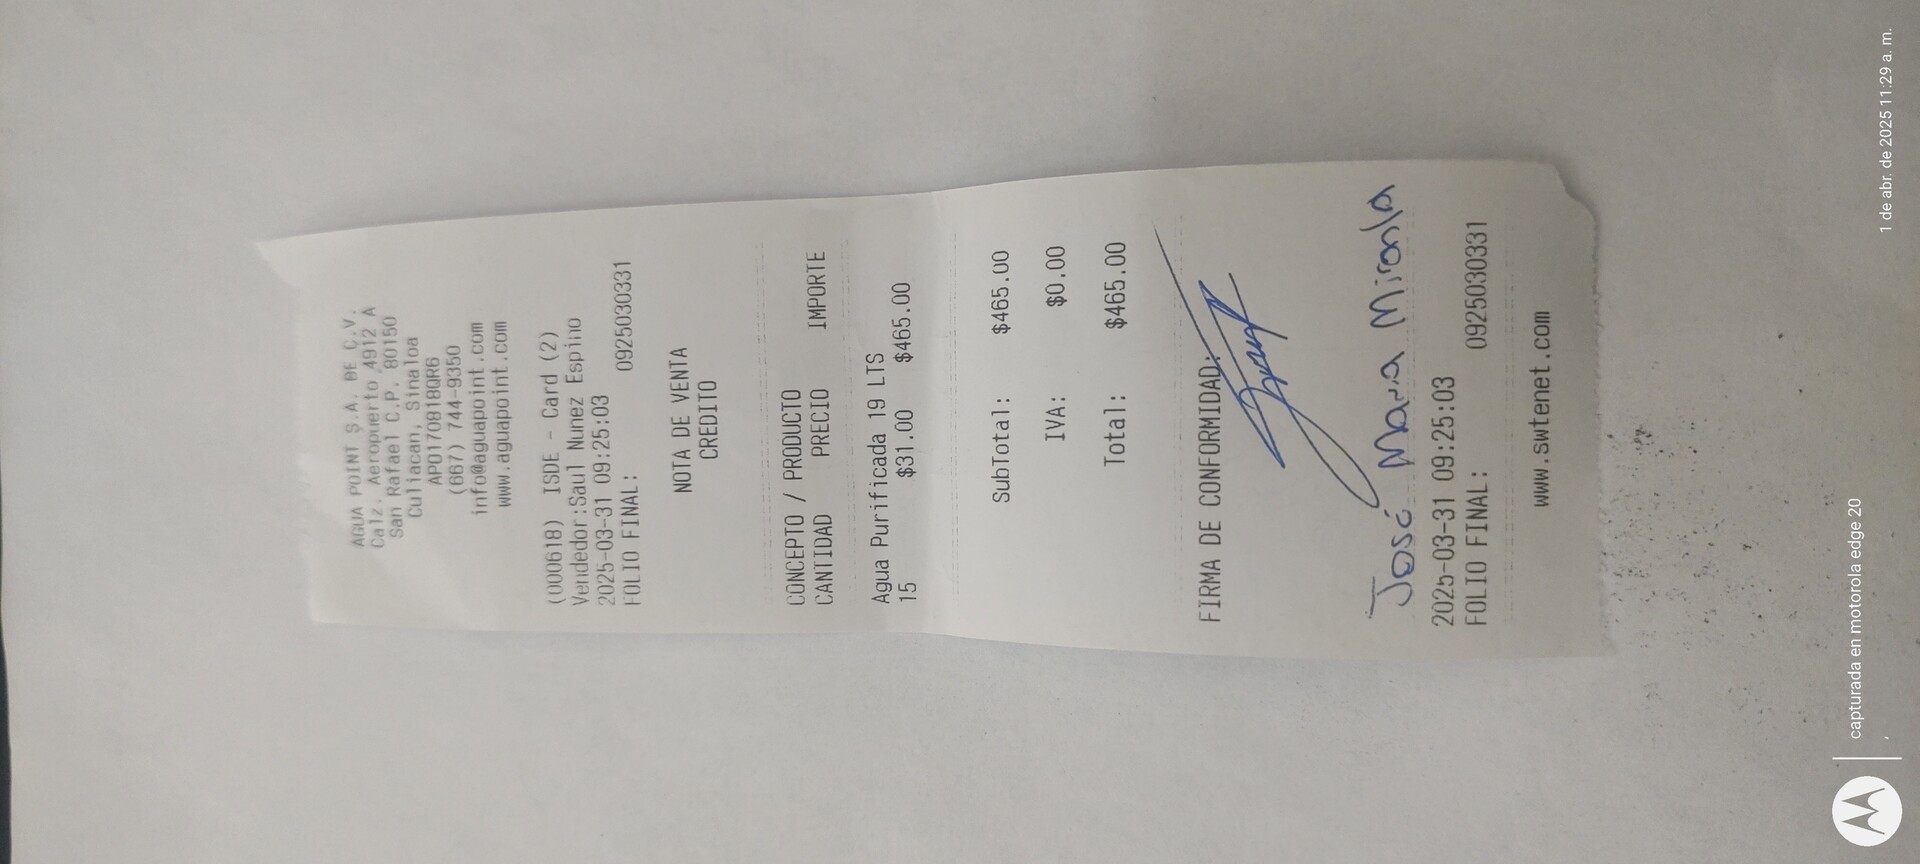 AGUA POINT S.A. DE C.V.
Calz. Aeropuerto 4912 A
San Rafael C.P. 80150
Culiacan, Sinaloa
APO170818QR6
(667) 744-9350
info@aguapoint.com
www.aguapoint.com
(000618) ISDE - Card (2)
Vendedor:Saul Nunez Espino
2025-03-31 09:25:03
FOLIO FINAL: 0925030331
NOTA DE VENTA
CREDITO
CONCEPTO / PRODUCTO
CANTIDAD PRECIO IMPORTE
Agua Purificada 19 LTS
15 $31.00 $465.00
SubTotal: $465.00
IVA: $0.00
Total: $465.00
FIRMA DE CONFORMIDAD:
José Maria Miranda
2025-03-31 09:25:03
FOLIO FINAL: 0925030331
www.swtenet.com
capturada en motorola edge 20
1 de abr. de 2025 11:29 a. m.